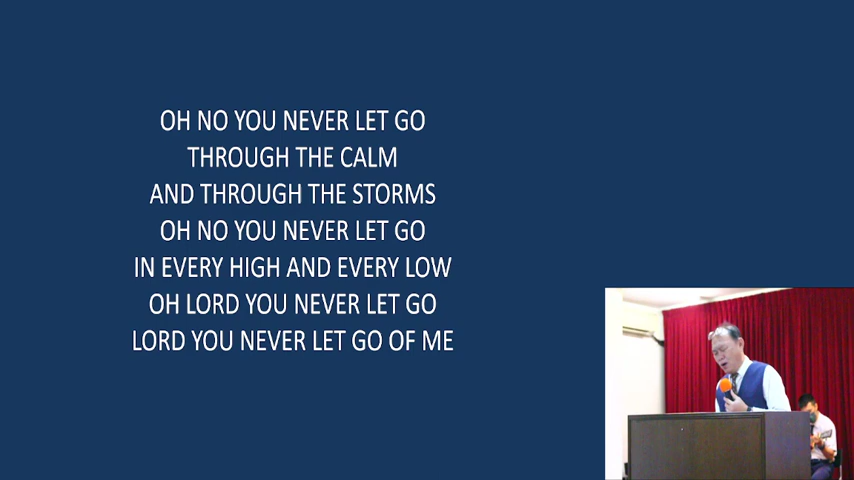 OH NO YOU NEVER LET GO
THROUGH THE CALM
AND THROUGH THE STORMS
OH NO YOU NEVER LET GO
IN EVERY HIGH AND EVERY LOW
OH LORD YOU NEVER LET GO
LORD YOU NEVER LET GO OF ME